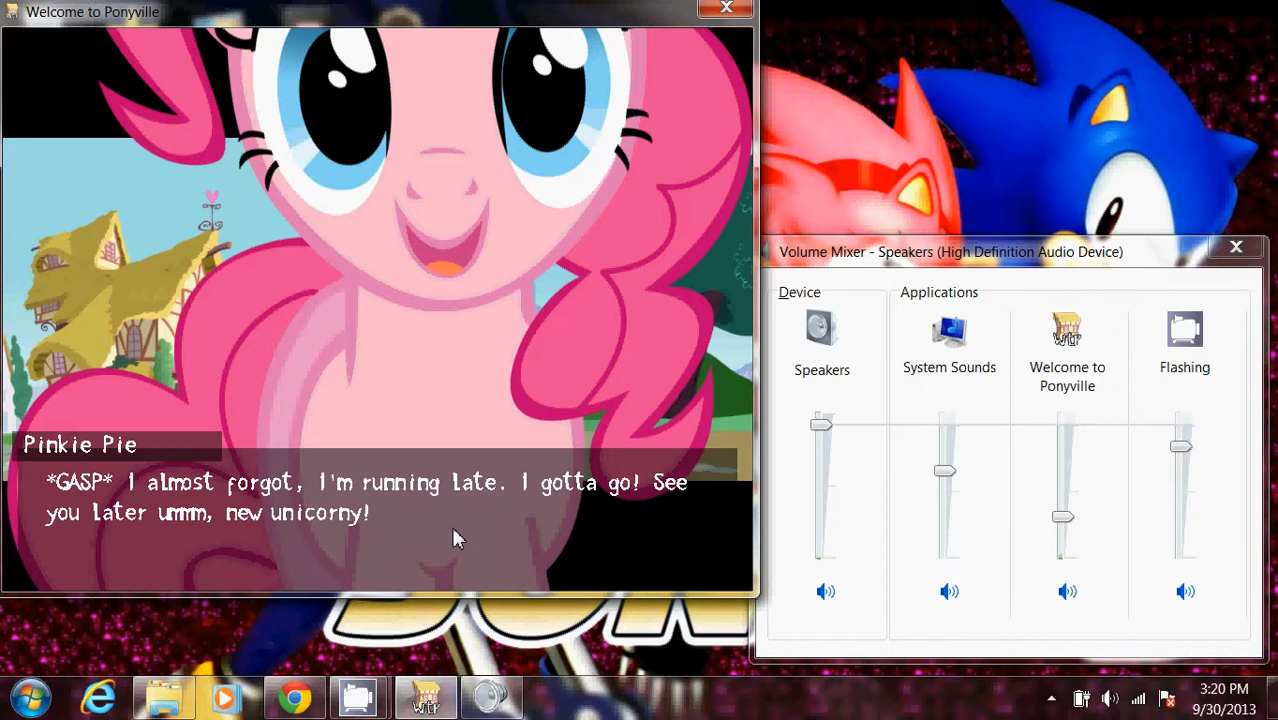 Welcome to Ponyville
Pinkie Pie
*GASP* I almost forgot, I'm running late. I gotta go! See
you later ummm, new unicorny!
Volume Mixer - Speakers (High Definition Audio Device)
Device
Applications
Speakers
System Sounds
Welcome to
Ponyville
Flashing
wtr
wtr
3:20 PM
9/30/2013